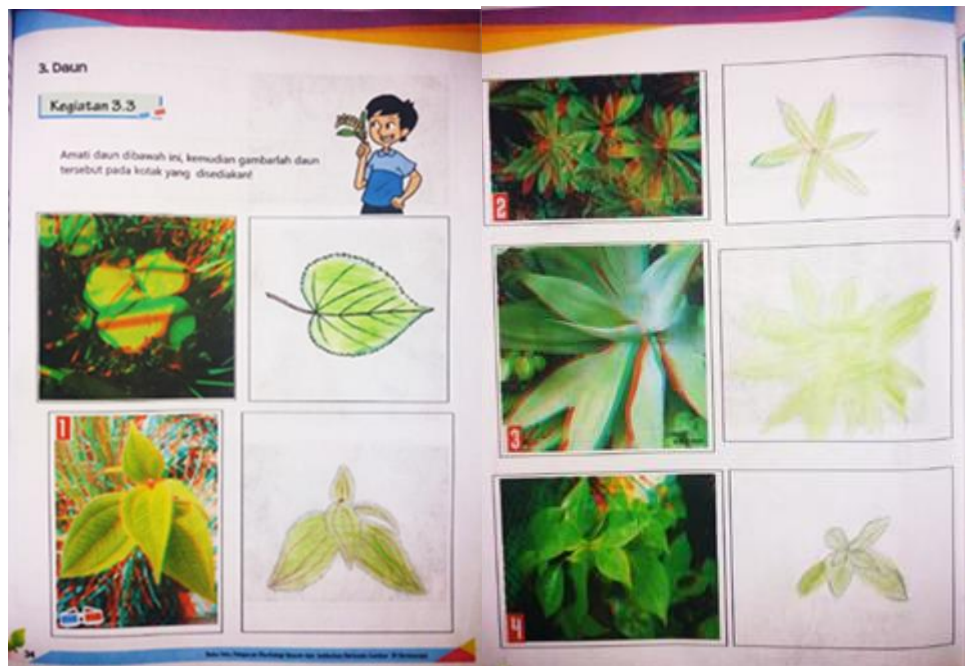 3. Daun
Kegiatan 3.3
Amati daun dibawah ini, kemudian gambarlah daun
tersebut pada kotak yang disediakan!
1
34
2
3
4